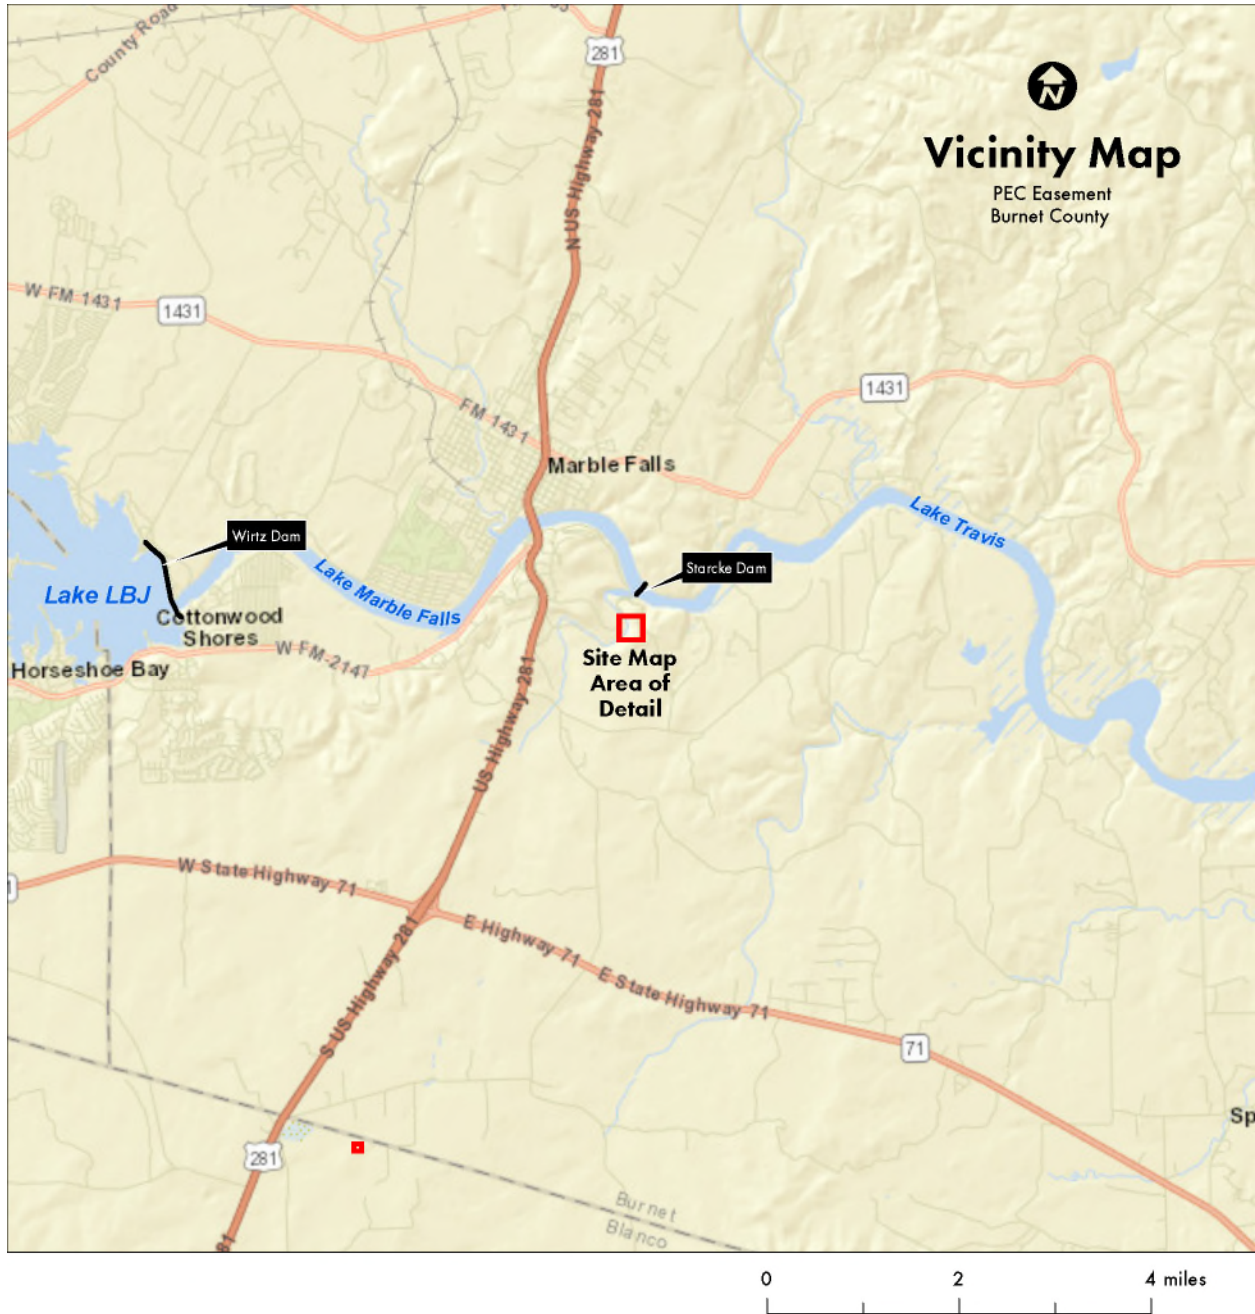 281
County Road
N US Highway 281
N
Vicinity Map
PEC Easement
Burnet County
W FM 1431
1431
1431
FM 1431
Marble Falls
Lake Travis
Wirtz Dam
Starcke Dam
Lake Marble Falls
Lake LBJ
Cottonwood
Shores
W FM-2147
Horseshoe Bay
Site Map
Area of
Detail
US Highway 281
W State Highway 71
E Highway 71
E State Highway 71
S US Highway 281
71
281
Burnet
Blanco
0 2 4 miles